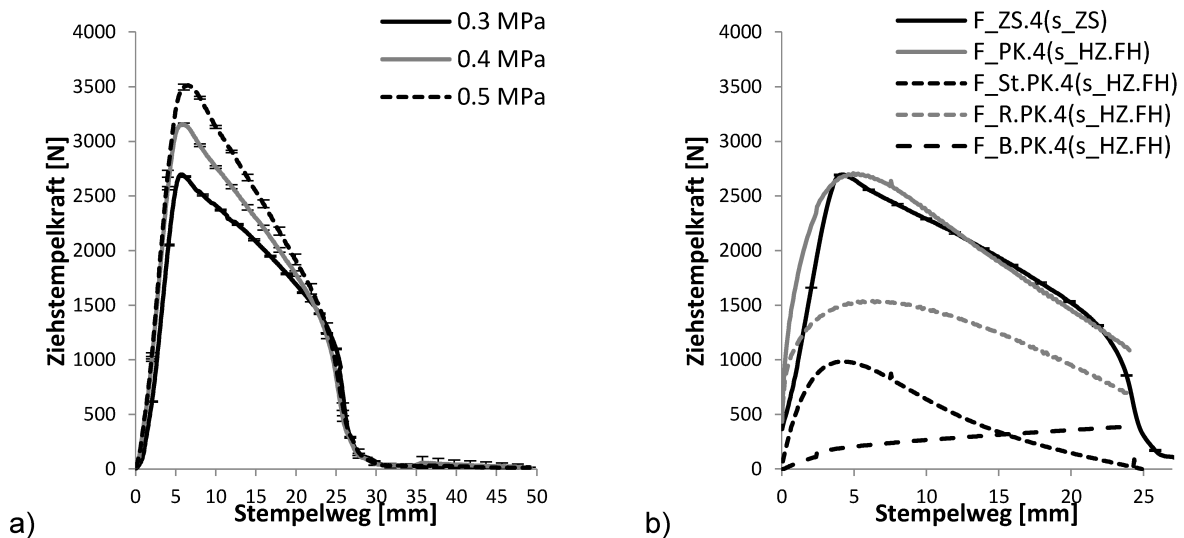 0.3 MPa
0.4 MPa
0.5 MPa
Ziehstempelkraft [N]
4000
3500
3000
2500
2000
1500
1000
500
0
0 5 10 15 20 25 30 35 40 45 50
Stempelweg [mm]
a)
F_ZS.4(s_ZS)
F_PK.4(s_HZ.FH)
F_St.PK.4(s_HZ.FH)
F_R.PK.4(s_HZ.FH)
F_B.PK.4(s_HZ.FH)
Ziehstempelkraft [N]
4000
3500
3000
2500
2000
1500
1000
500
0
0 5 10 15 20 25
Stempelweg [mm]
b)